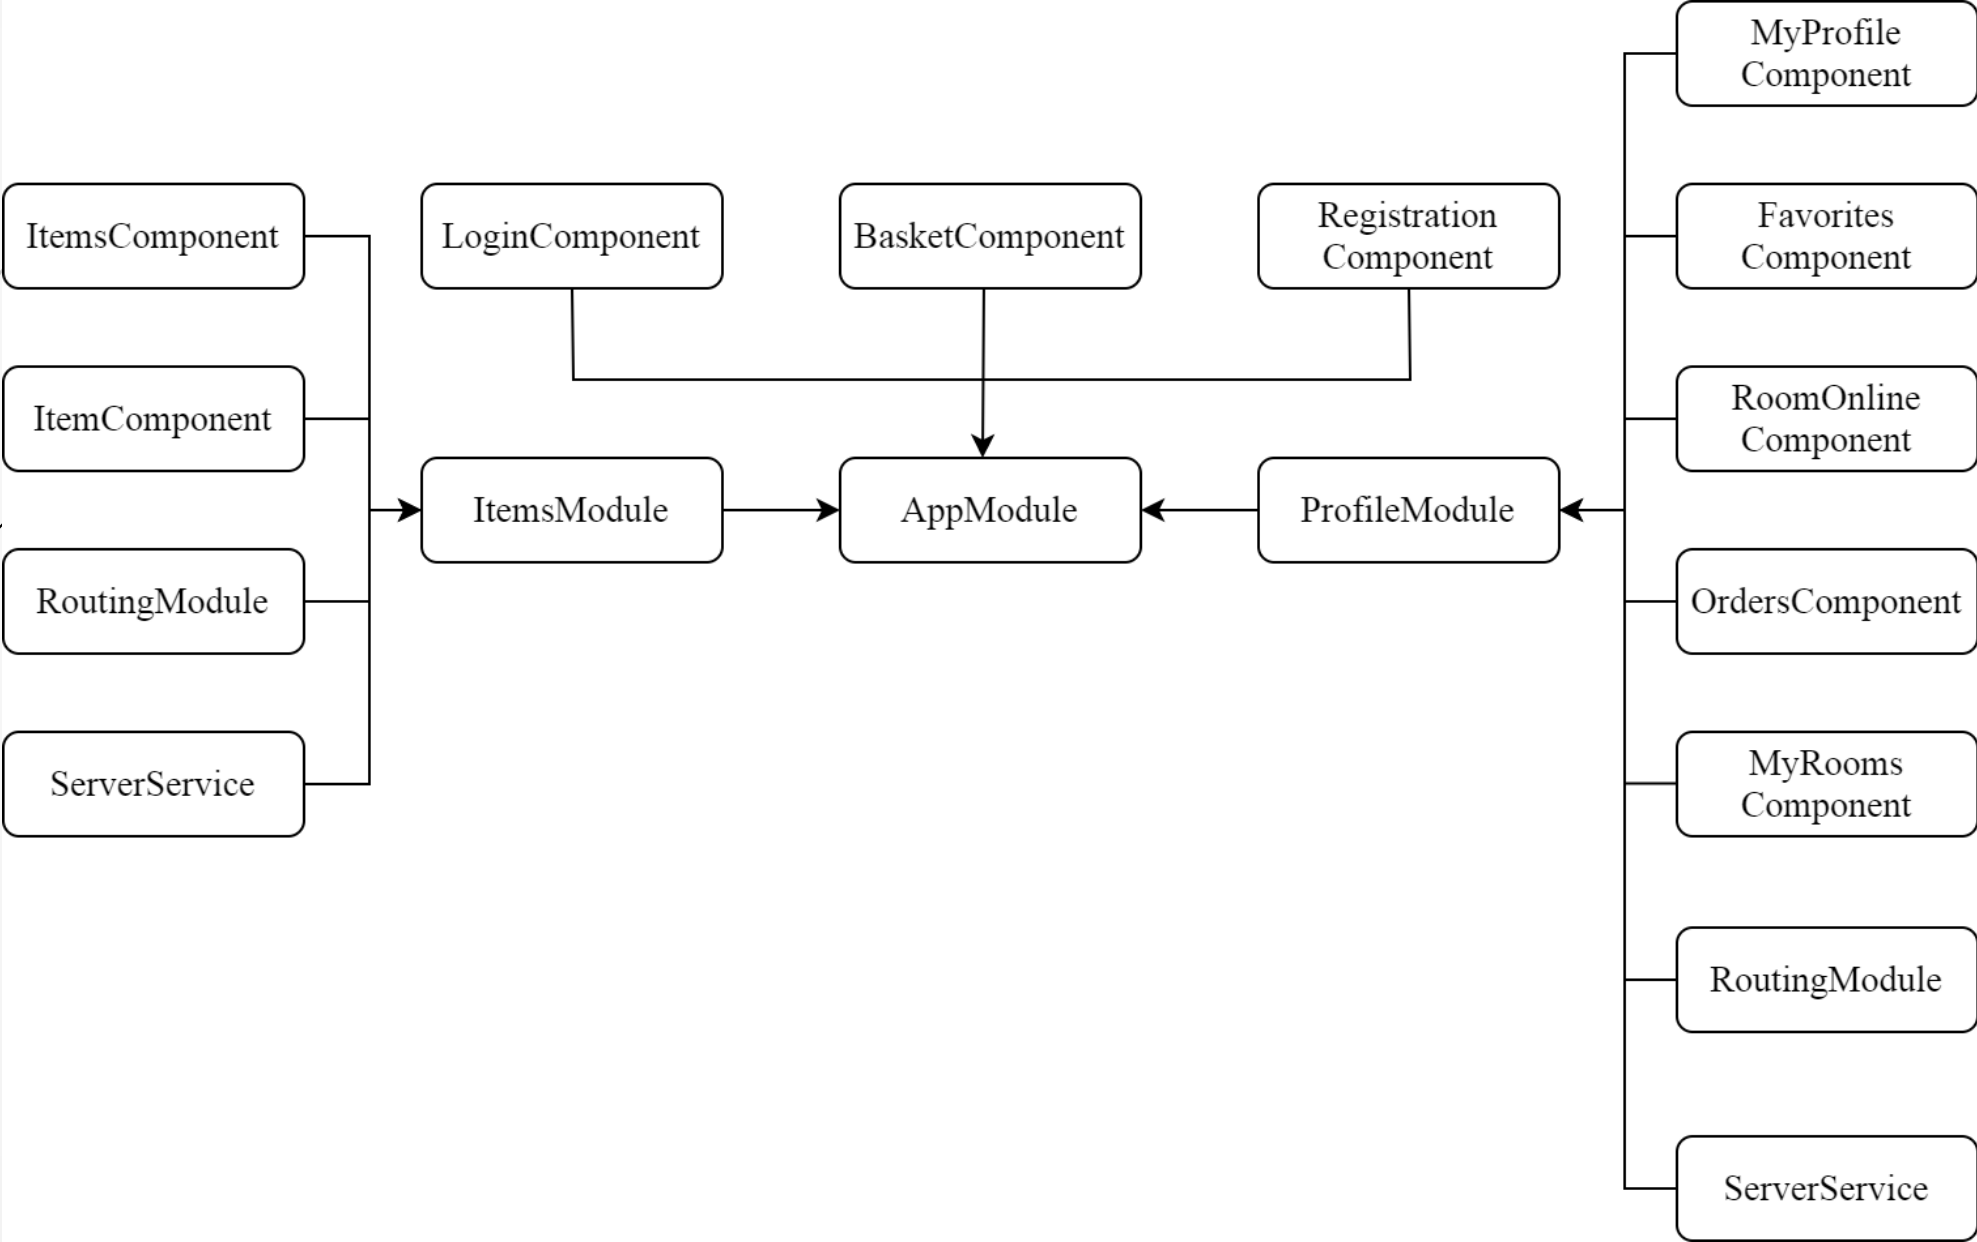 MyProfile
Component
ItemsComponent
LoginComponent
BasketComponent
Registration
Component
Favorites
Component
ItemComponent
RoomOnline
Component
ItemsModule
AppModule
ProfileModule
RoutingModule
OrdersComponent
ServerService
MyRooms
Component
RoutingModule
ServerService